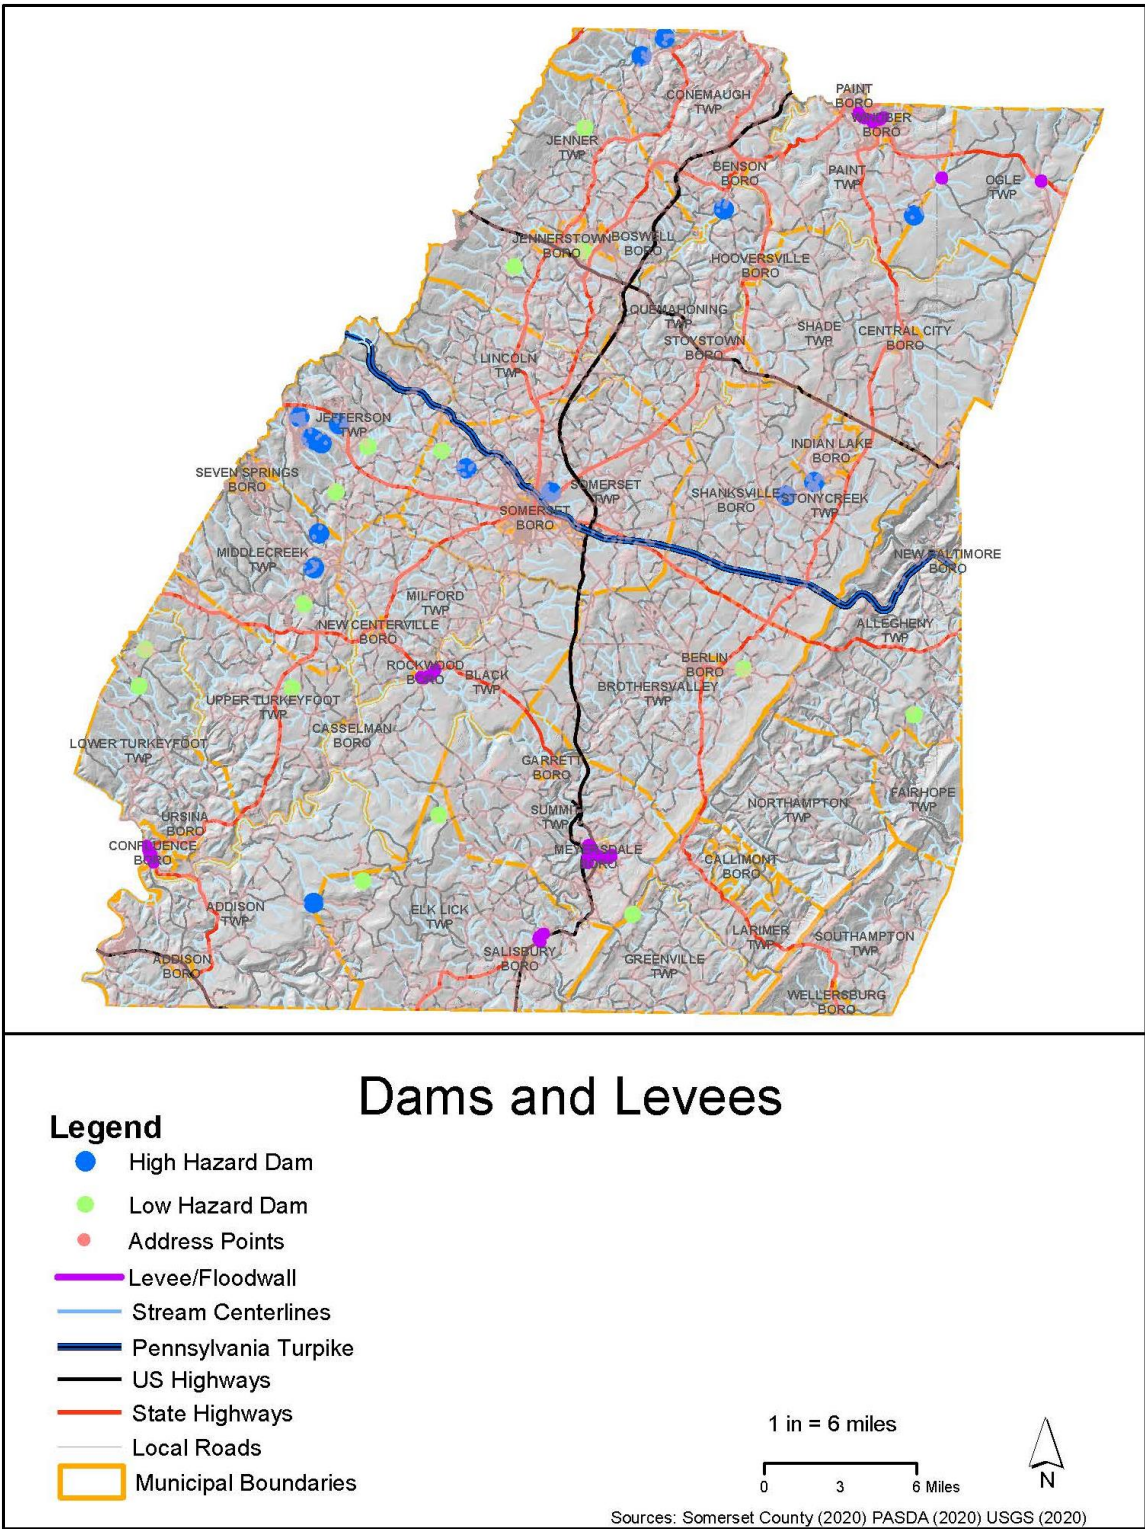 CONEMAUGH
TWP
PAINT
BORO
WINDBER
BORO
JENNER
TWP
BENSON
BORO
PAINT
TWP
OGLE
TWP
JENNERSTOWN
BORO
BOSWELL
BORO
HOOVERSVILLE
BORO
QUEMAHONING
TWP
STOYSTOWN
BORO
SHADE
TWP
CENTRAL CITY
BORO
LINCOLN
TWP
JEFFERSON
TWP
INDIAN LAKE
BORO
SEVEN SPRINGS
BORO
SOMERSET
TWP
SHANKSVILLE
BORO
STONYCREEK
TWP
SOMERSET
BORO
MIDDLECREEK
TWP
NEW BALTIMORE
BORO
MILFORD
TWP
NEW CENTERVILLE
BORO
ALLEGHENY
TWP
ROCKWOOD
BORO
BLACK
TWP
BERLIN
BORO
BROTHERSVALLEY
TWP
UPPER TURKEYFOOT
TWP
CASSELMAN
BORO
LOWER TURKEYFOOT
TWP
GARRETT
BORO
FAIRHOPE
TWP
NORTHAMPTON
TWP
URSINA
BORO
SUMMIT
TWP
CONFLUENCE
BORO
MEYERSDALE
BORO
CALLIMONT
BORO
ADDISON
TWP
ELK LICK
TWP
LARIMER
TWP
SOUTHAMPTON
TWP
SALISBURY
BORO
GREENVILLE
TWP
ADDISON
BORO
WELLERSBURG
BORO
Dams and Levees
Legend
High Hazard Dam
Low Hazard Dam
Address Points
Levee/Floodwall
Stream Centerlines
Pennsylvania Turpike
US Highways
State Highways
Local Roads
Municipal Boundaries
1 in = 6 miles
0 3 6 Miles
N
Sources: Somerset County (2020) PASDA (2020) USGS (2020)